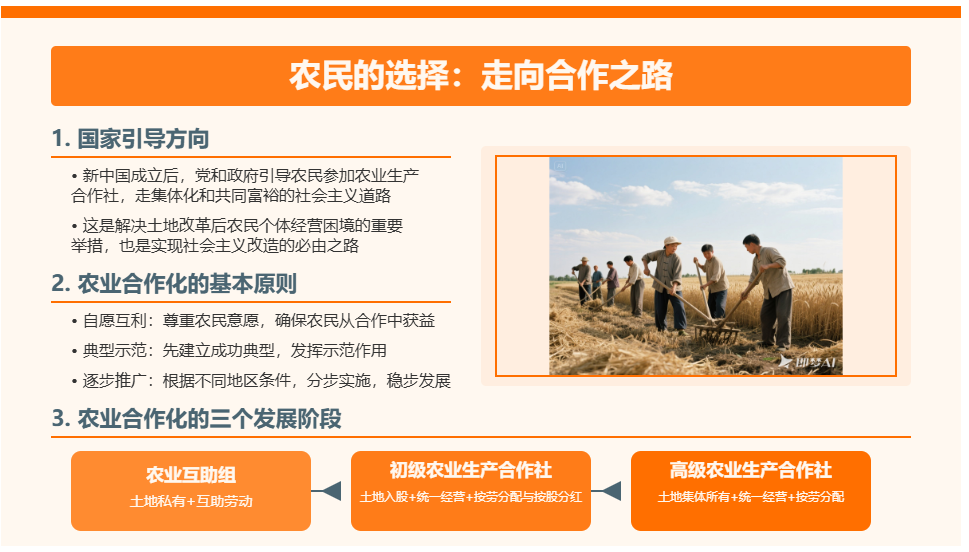 农民的选择：走向合作之路
1. 国家引导方向
• 新中国成立后，党和政府引导农民参加农业生产
合作社，走集体化和共同富裕的社会主义道路
• 这是解决土地改革后农民个体经营困境的重要
举措，也是实现社会主义改造的必由之路
2. 农业合作化的基本原则
• 自愿互利：尊重农民意愿，确保农民从合作中获益
• 典型示范：先建立成功典型，发挥示范作用
• 逐步推广：根据不同地区条件，分步实施，稳步发展
即梦AI
3. 农业合作化的三个发展阶段
农业互助组
土地私有+互助劳动
初级农业生产合作社
土地入股+统一经营+按劳分配与按股分红
高级农业生产合作社
土地集体所有+统一经营+按劳分配